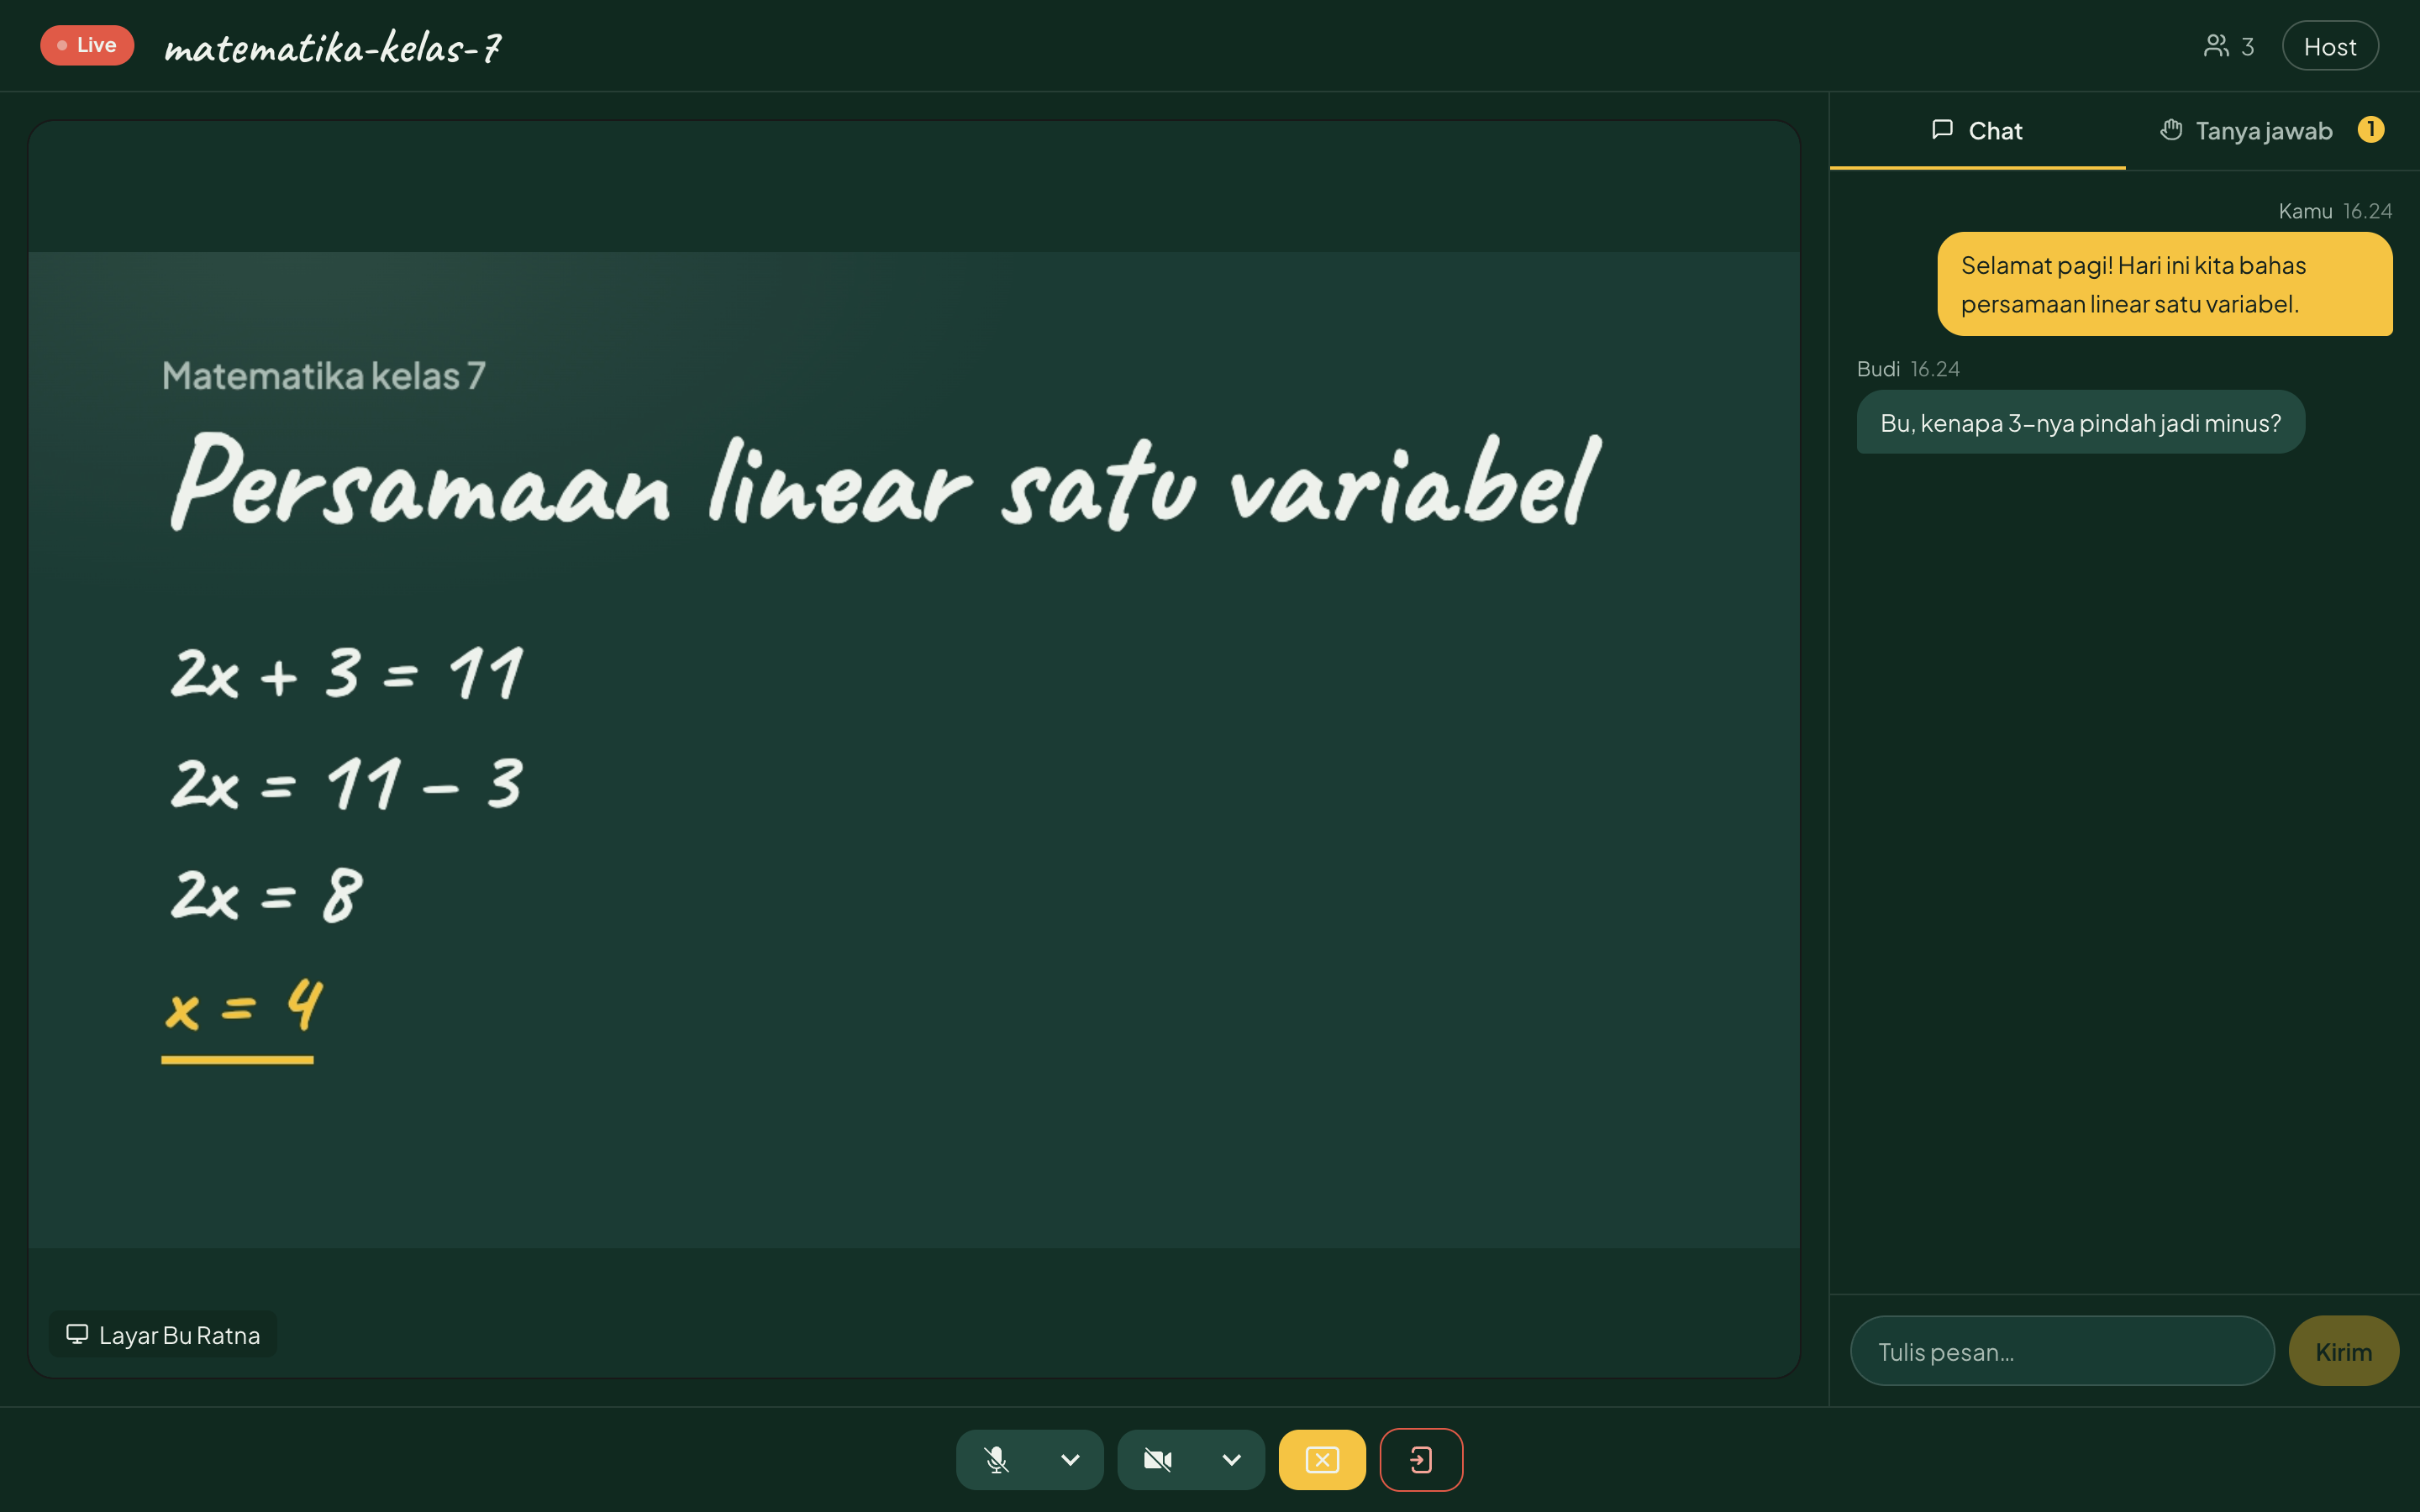 Live
matematika-kelas-7
3
Host
Matematika kelas 7
Persamaan linear satu variabel
2x + 3 = 11
2x = 11 – 3
2x = 8
x = 4
Layar Bu Ratna
Chat
Tanya jawab
1
Kamu 16.24
Selamat pagi! Hari ini kita bahas
persamaan linear satu variabel.
Budi 16.24
Bu, kenapa 3-nya pindah jadi minus?
Tulis pesan...
Kirim